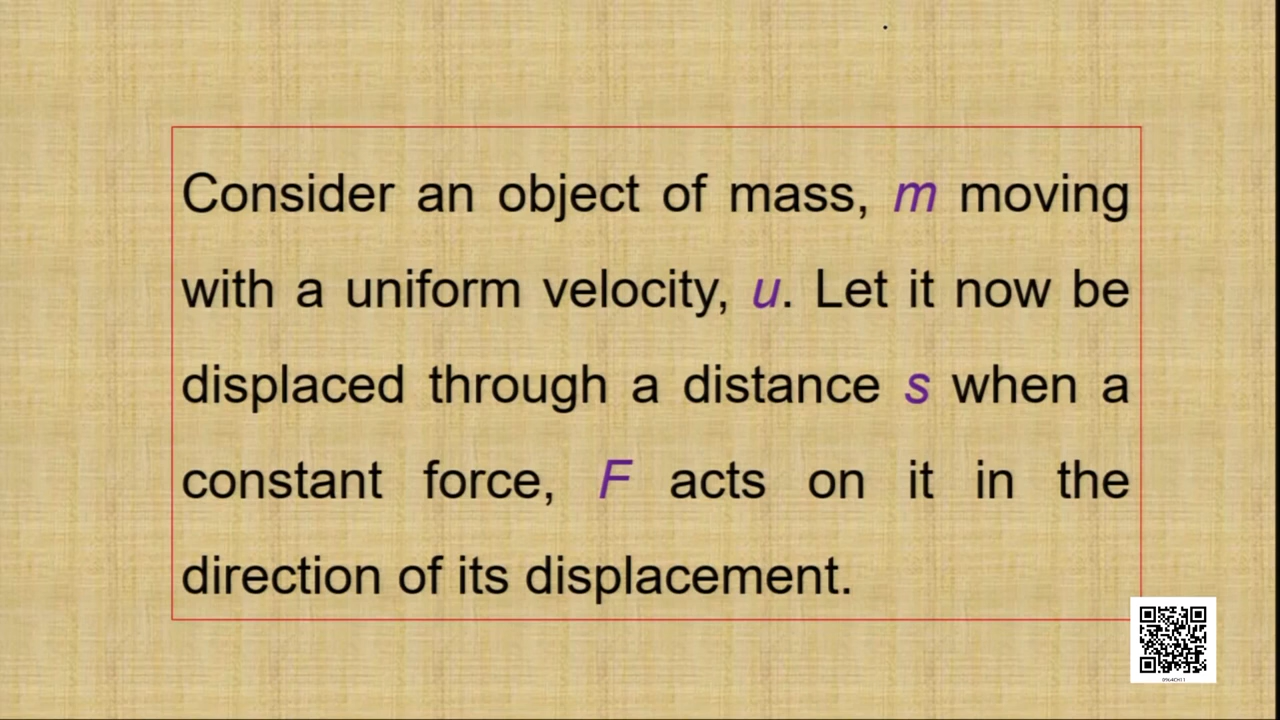 Consider an object of mass, m moving
with a uniform velocity, u. Let it now be
displaced through a distance s when a
constant force, F acts on it in the
direction of its displacement.